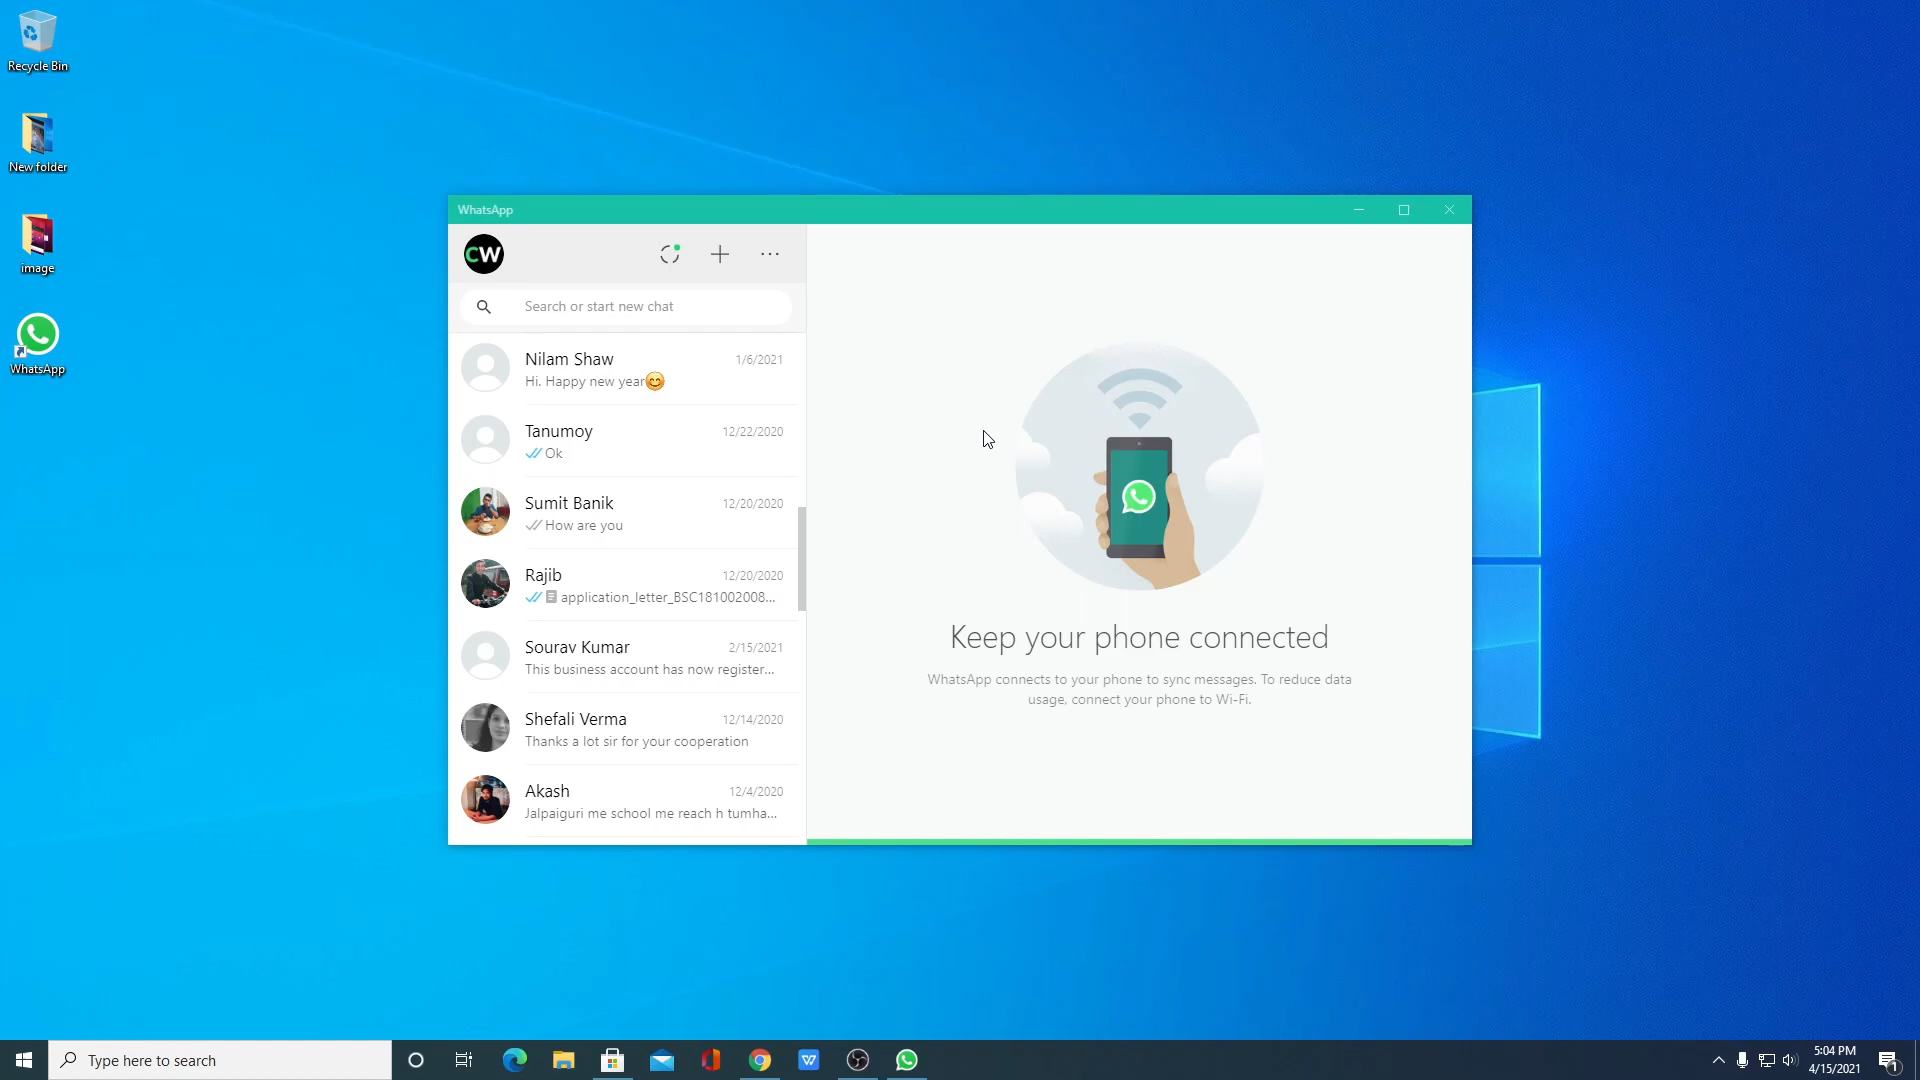 Recycle Bin
New folder
image
WhatsApp
WhatsApp
CW
Search or start new chat
Nilam Shaw 1/6/2021
Hi. Happy new year😊
Tanumoy 12/22/2020
Ok
Sumit Banik 12/20/2020
How are you
Rajib 12/20/2020
application_letter_BSC181002008...
Sourav Kumar 2/15/2021
This business account has now register...
Shefali Verma 12/14/2020
Thanks a lot sir for your cooperation
Akash 12/4/2020
Jalpaiguri me school me reach h tumha...
Keep your phone connected
WhatsApp connects to your phone to sync messages. To reduce data
usage, connect your phone to Wi-Fi.
Type here to search
W
5:04 PM
4/15/2021
1